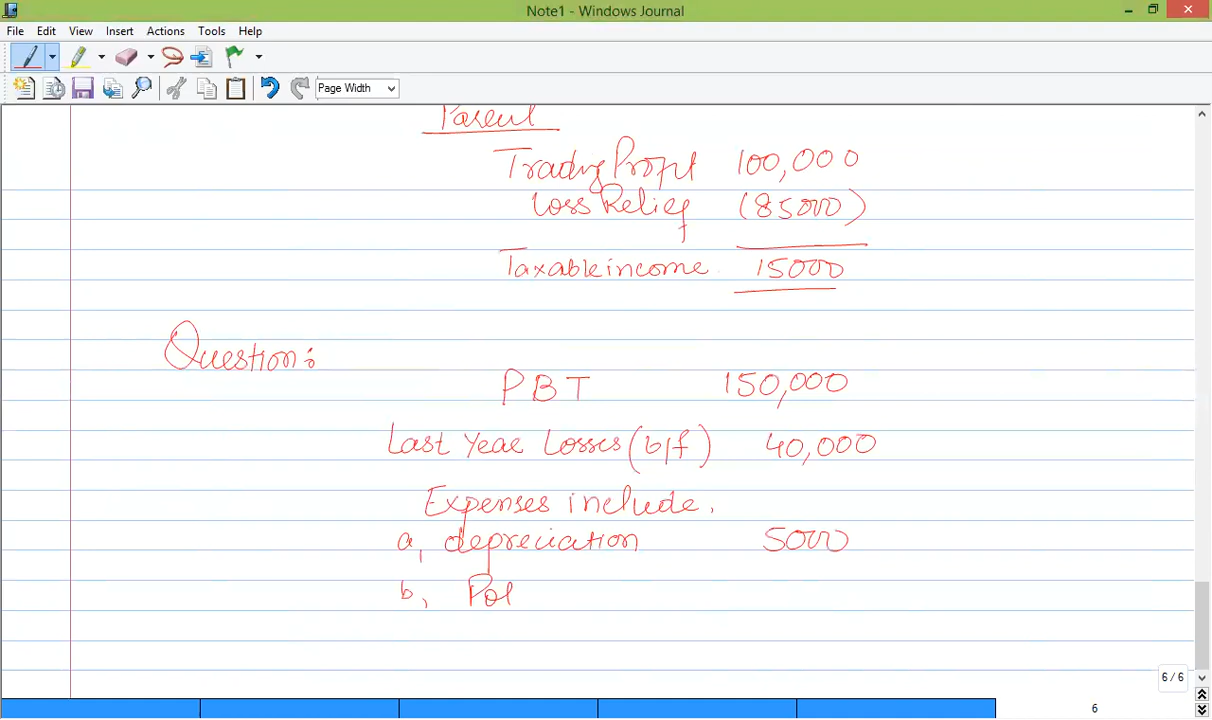 Note1 - Windows Journal
File Edit View Insert Actions Tools Help
Page Width
Parent
Trading Profit 100,000
Loss Relief (85000)
Taxable income 15000
Question:
PBT 150,000
Last Year Losses (b/f) 40,000
Expenses include,
a, depreciation 5000
b, Pol
6 / 6
6